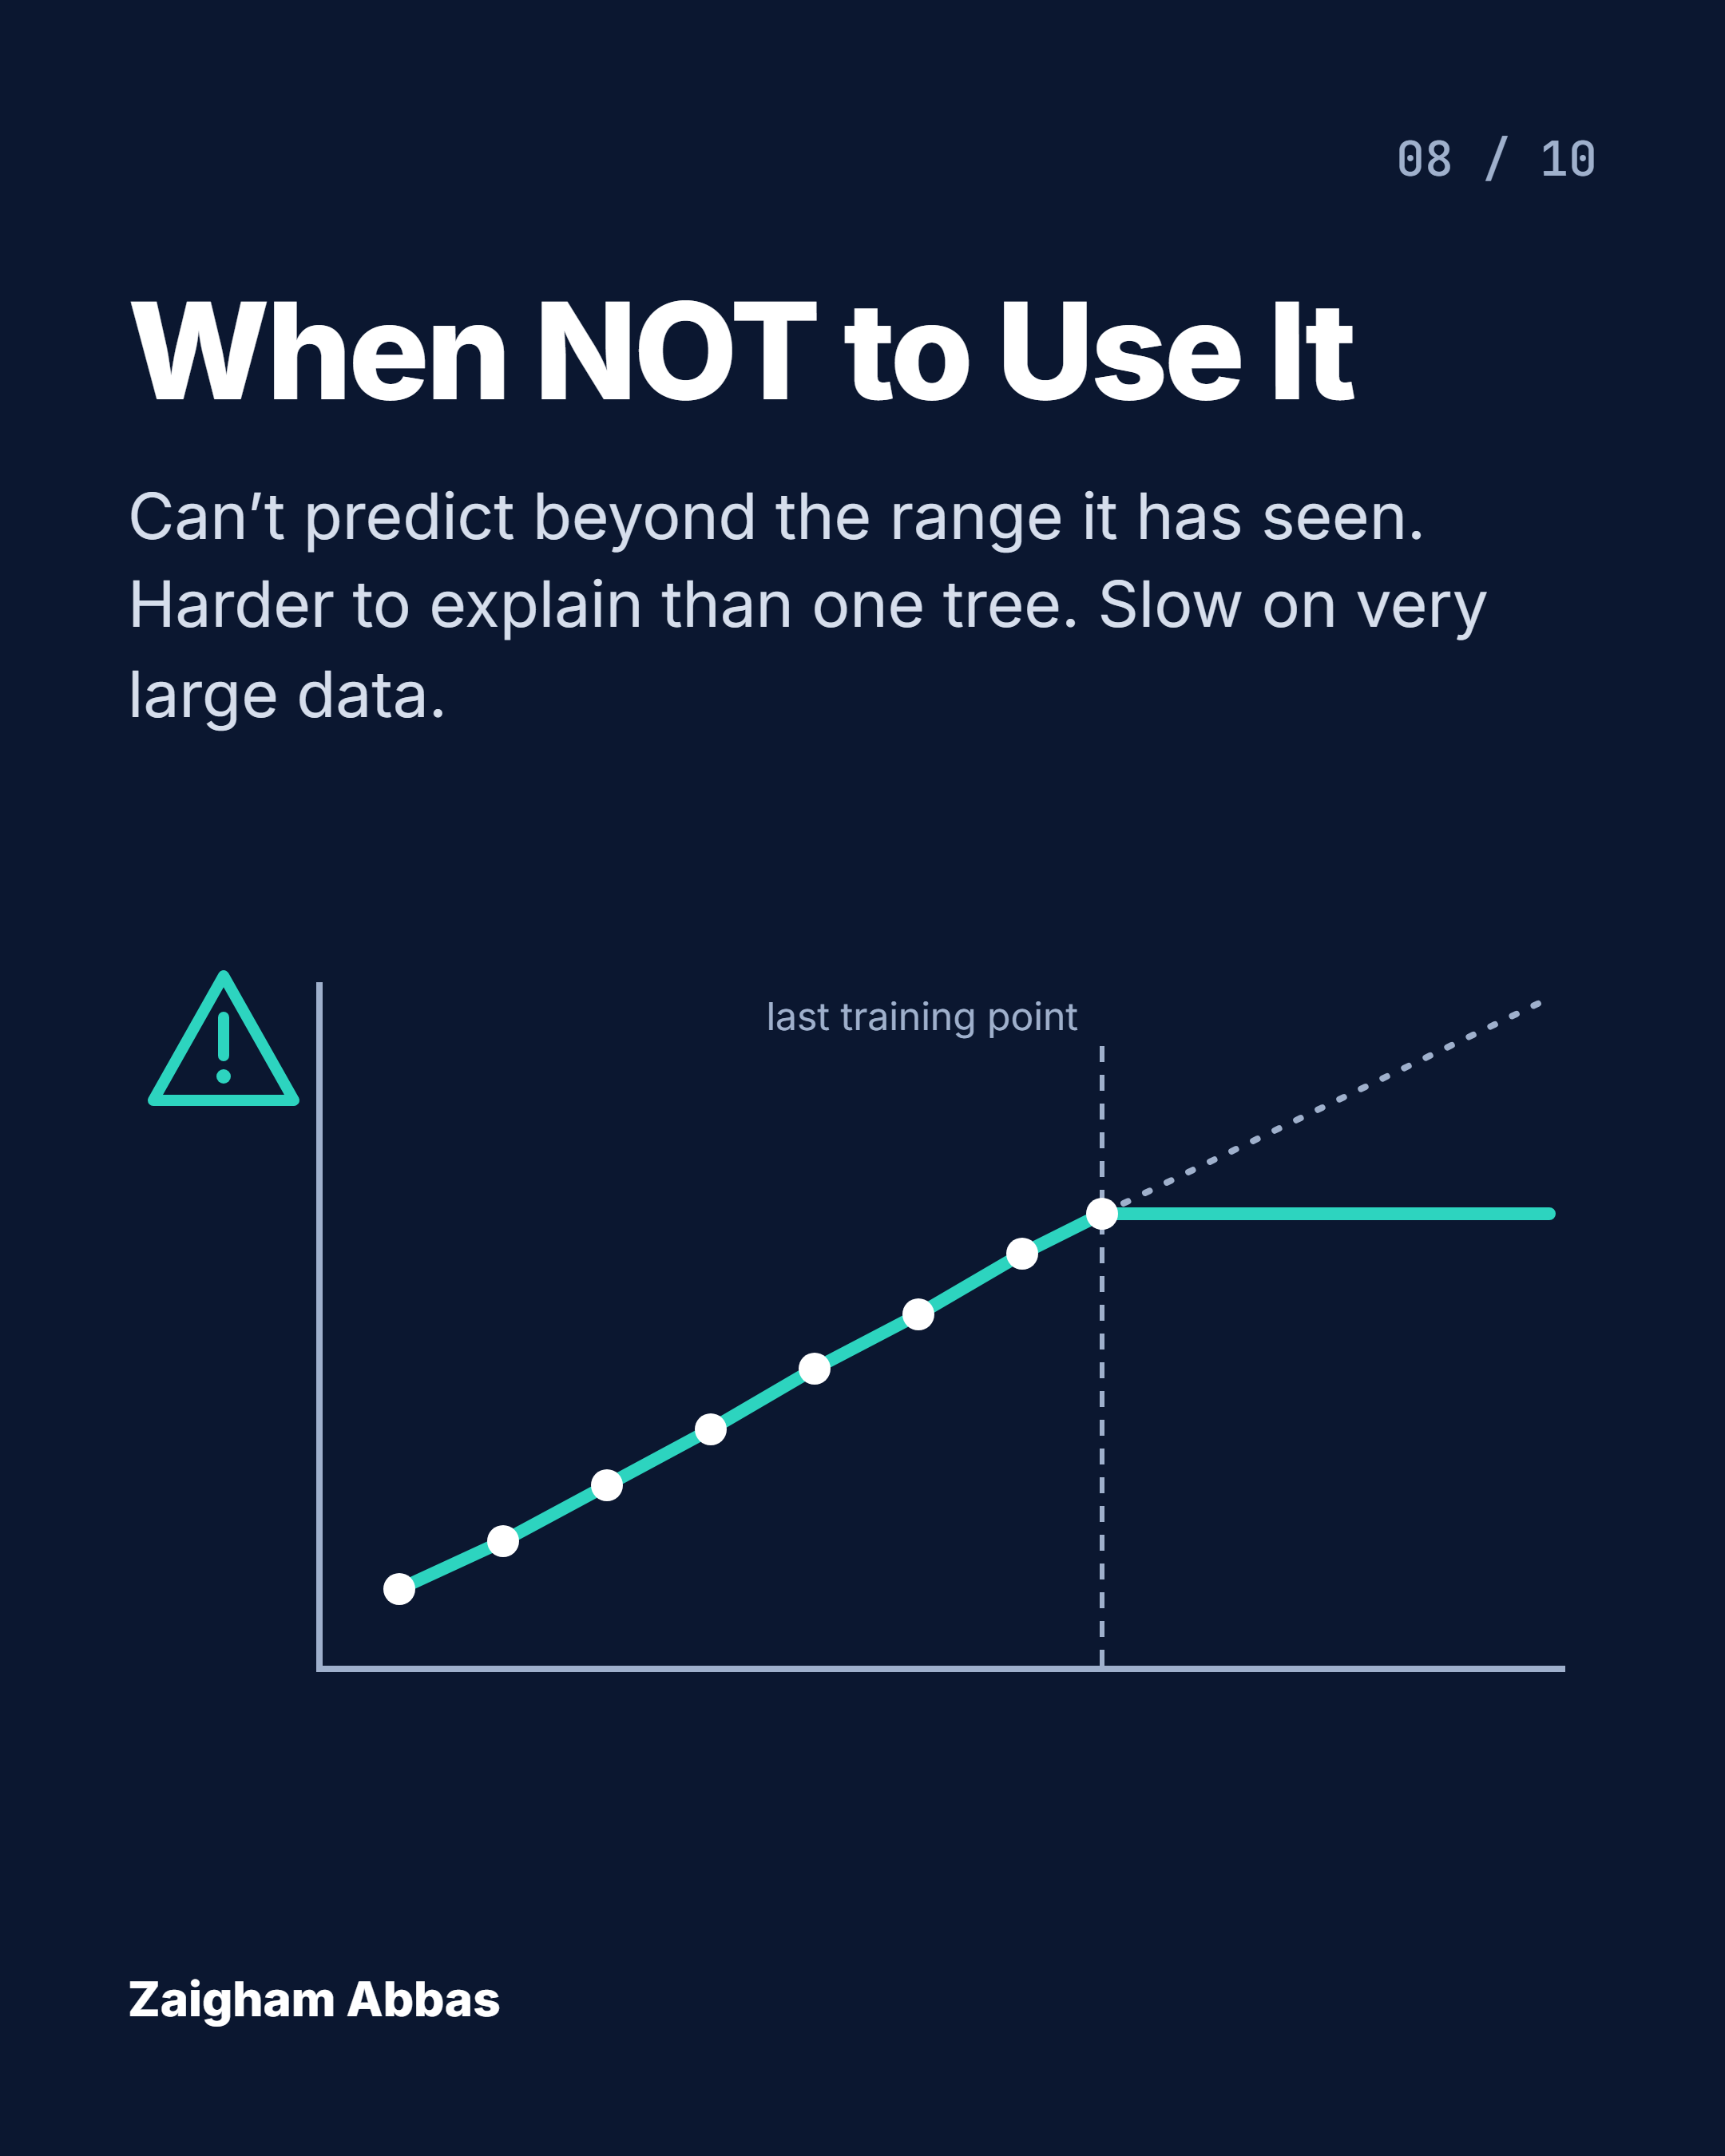 08 / 10
When NOT to Use It
Can’t predict beyond the range it has seen.
Harder to explain than one tree. Slow on very
large data.
last training point
Zaigham Abbas